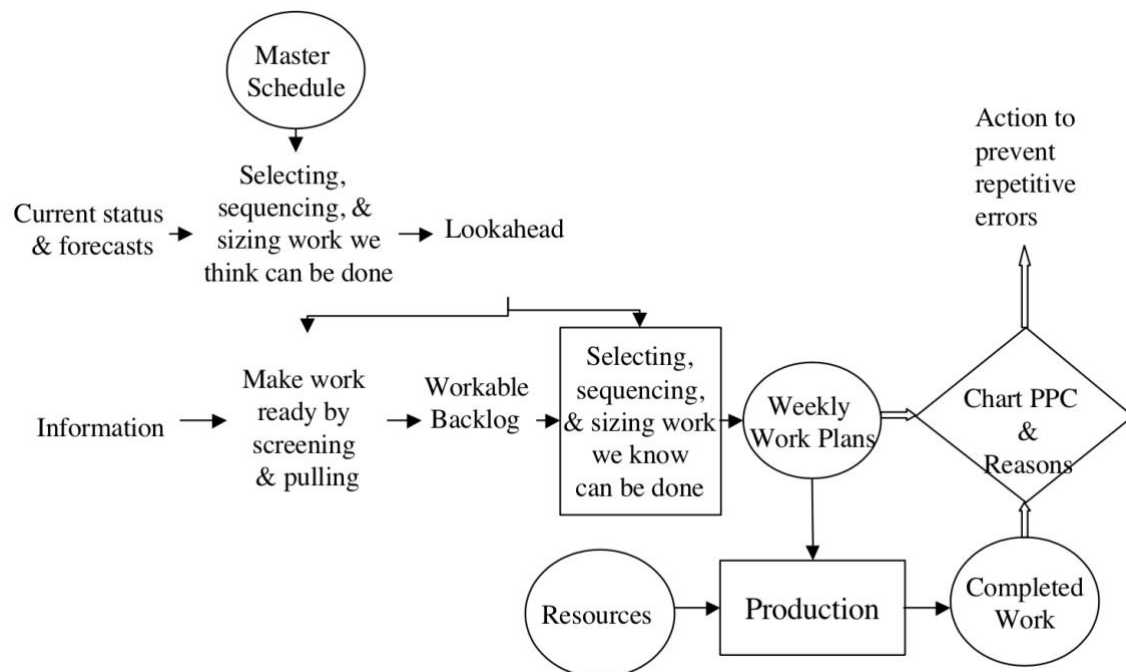 Master
Schedule
Action to
prevent
repetitive
errors
Current status
& forecasts
Selecting,
sequencing, &
sizing work we
think can be done
Lookahead
Information
Make work
ready by
screening
& pulling
Workable
Backlog
Selecting,
sequencing,
& sizing work
we know
can be done
Weekly
Work Plans
Chart PPC
&
Reasons
Resources
Production
Completed
Work